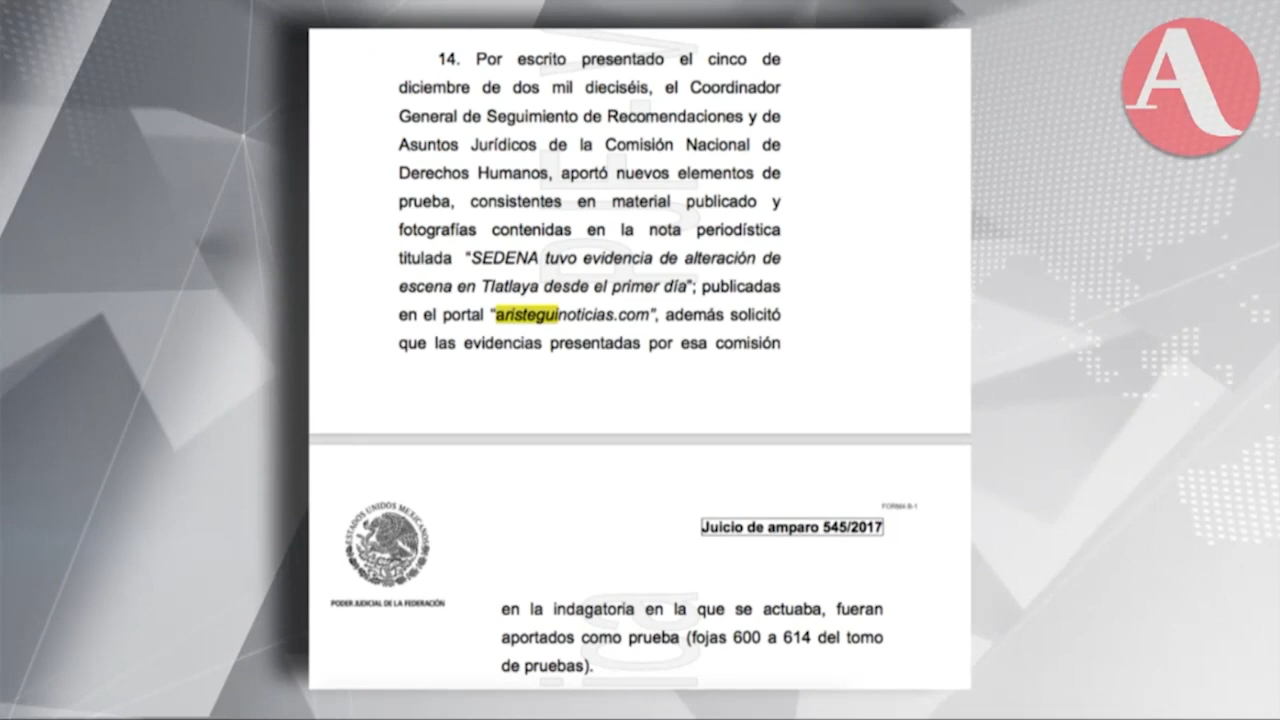 A
14. Por escrito presentado el cinco de
diciembre de dos mil dieciséis, el Coordinador
General de Seguimiento de Recomendaciones y de
Asuntos Jurídicos de la Comisión Nacional de
Derechos Humanos, aportó nuevos elementos de
prueba, consistentes en material publicado y
fotografías contenidas en la nota periodística
titulada "SEDENA tuvo evidencia de alteración de
escena en Tlatlaya desde el primer día"; publicadas
en el portal "aristeguinoticias.com", además solicitó
que las evidencias presentadas por esa comisión
ESTADOS UNIDOS MEXICANOS
PODER JUDICIAL DE LA FEDERACIÓN
FORMA B-1
Juicio de amparo 545/2017
en la indagatoria en la que se actuaba, fueran
aportados como prueba (fojas 600 a 614 del tomo
de pruebas).